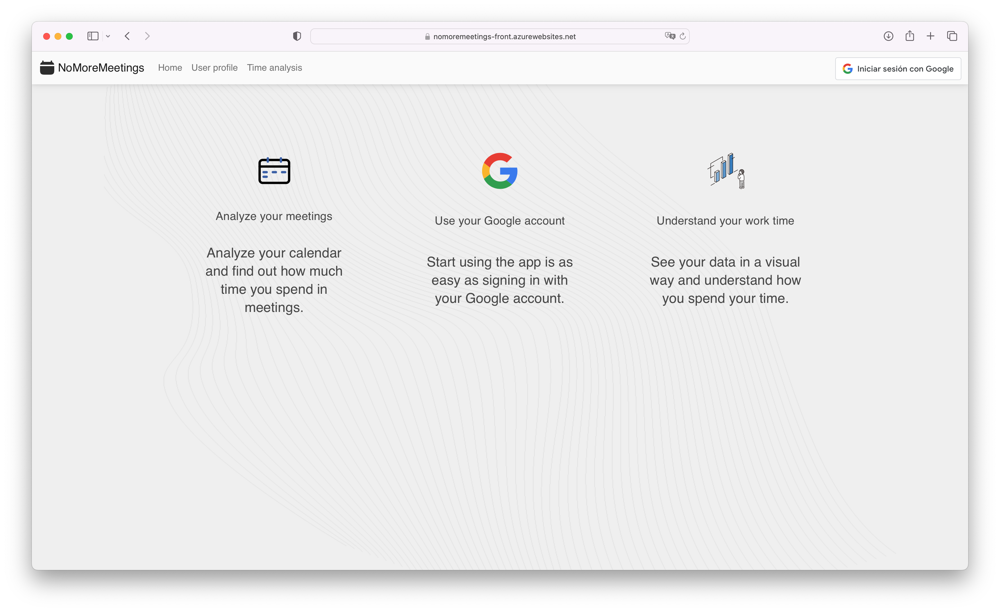 nomoremeetings-front.azurewebsites.net
NoMoreMeetings Home User profile Time analysis
Iniciar sesión con Google
Analyze your meetings
Analyze your calendar
and find out how much
time you spend in
meetings.
Use your Google account
Start using the app is as
easy as signing in with
your Google account.
Understand your work time
See your data in a visual
way and understand how
you spend your time.